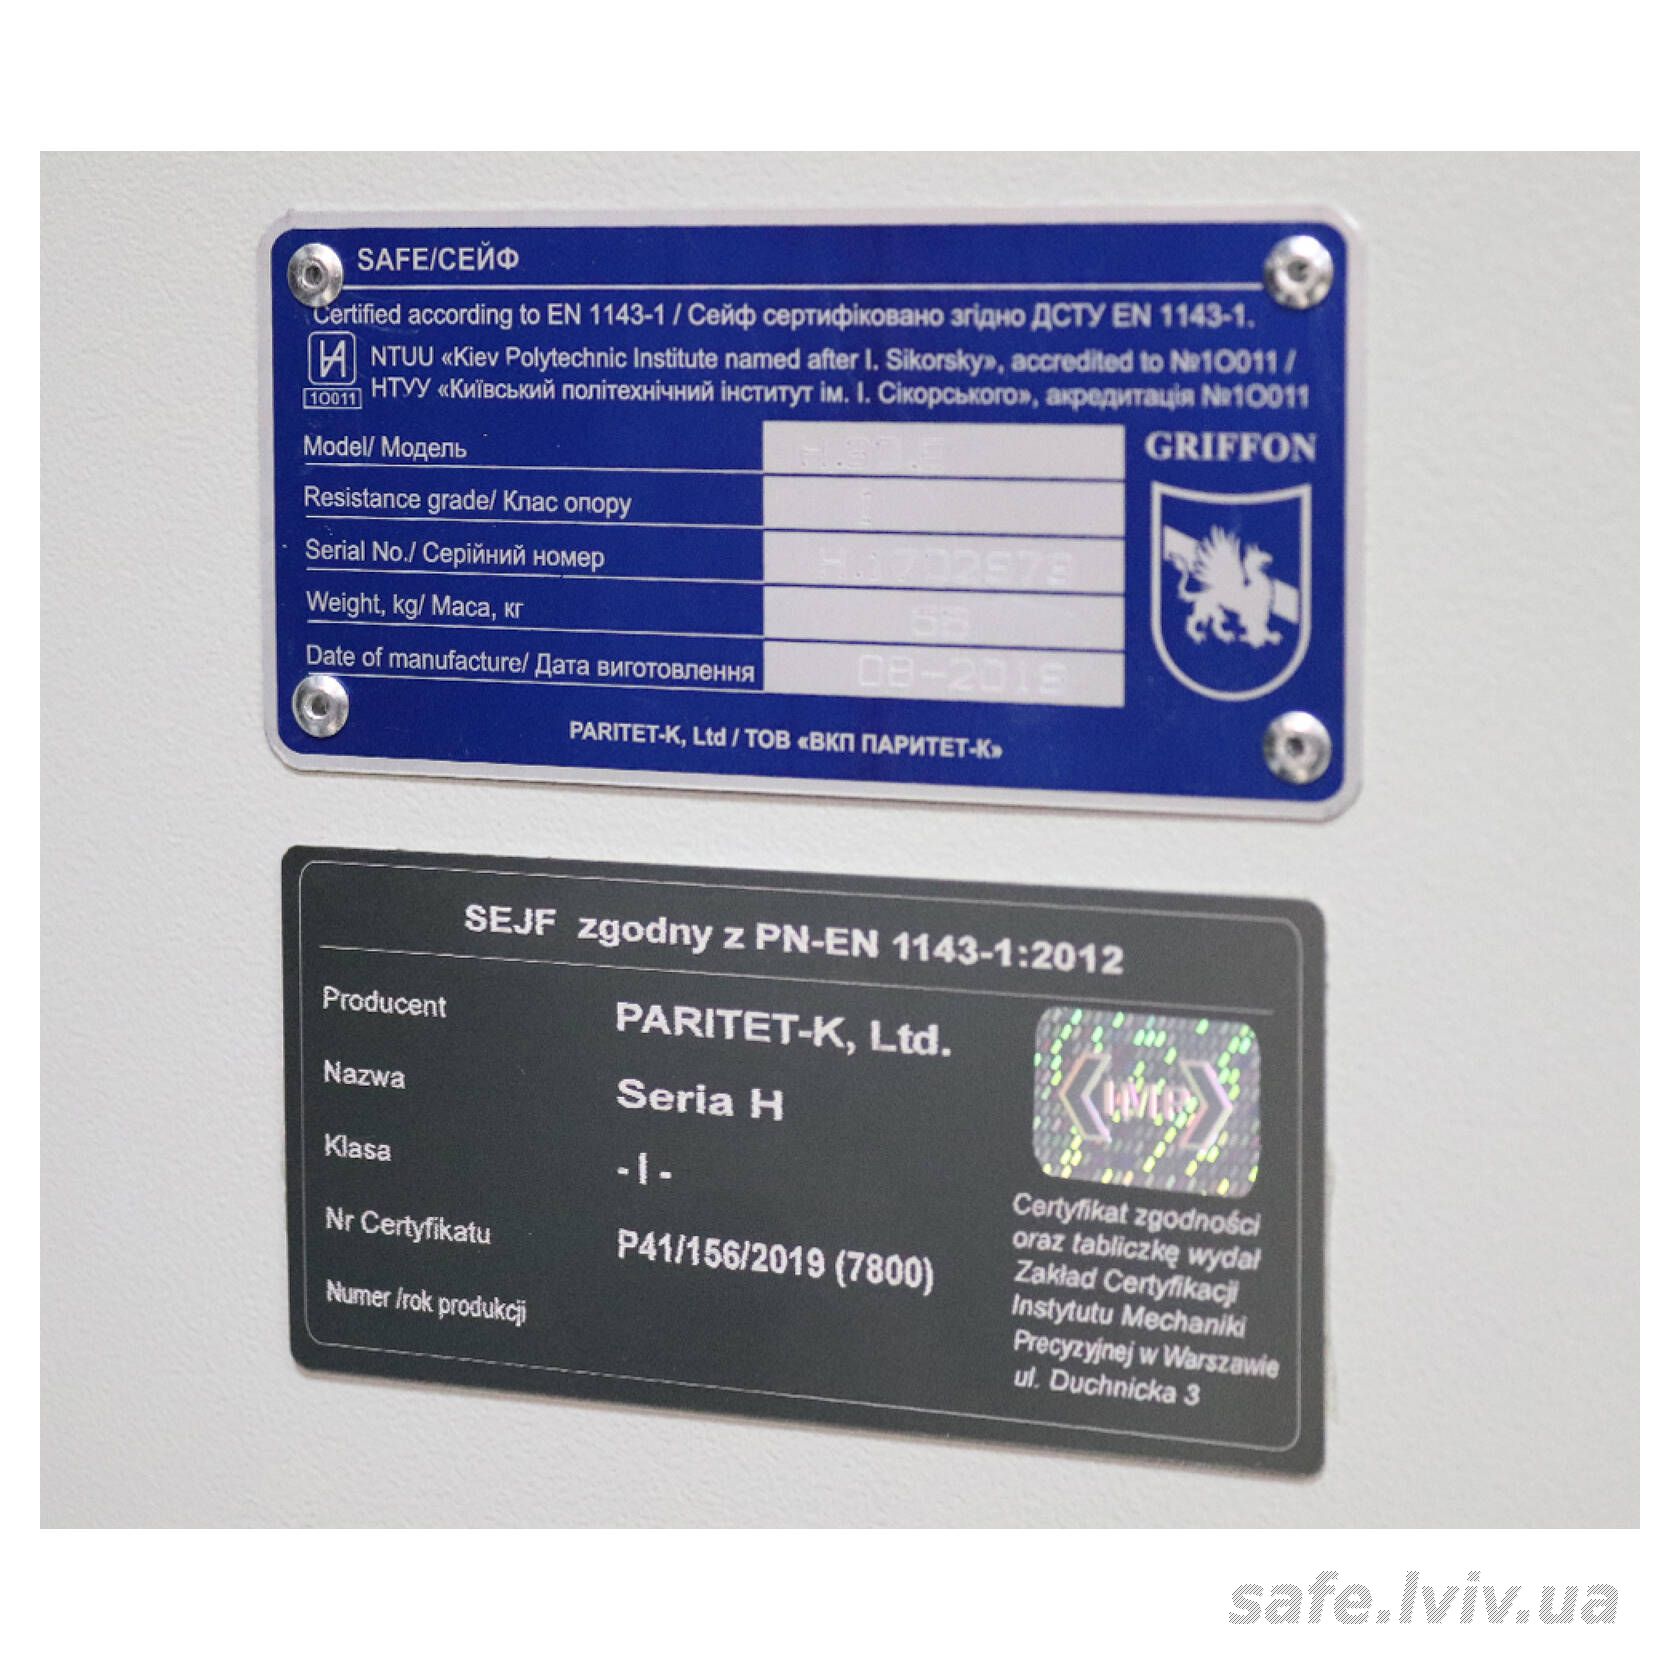 SAFE/СЕЙФ
Certified according to EN 1143-1 / Сейф сертифіковано згідно ДСТУ EN 1143-1.
NTUU «Kiev Polytechnic Institute named after I. Sikorsky», accredited to №1О011 /
НТУУ «Київський політехнічний інститут ім. І. Сікорського», акредитація №1О011
1О011
Model/ Модель
GRIFFON
Resistance grade/ Клас опору
Serial No./ Серійний номер
Weight, kg/ Маса, кг
Date of manufacture/ Дата виготовлення
PARITET-K, Ltd / ТОВ «ВКП ПАРИТЕТ-К»
SEJF zgodny z PN-EN 1143-1:2012
Producent PARITET-K, Ltd.
Nazwa Seria H
Klasa - I -
Nr Certyfikatu P41/156/2019 (7800)
Numer /rok produkcji
Certyfikat zgodności
oraz tabliczkę wydał
Zakład Certyfikacji
Instytutu Mechaniki
Precyzyjnej w Warszawie
ul. Duchnicka 3
safe.lviv.ua